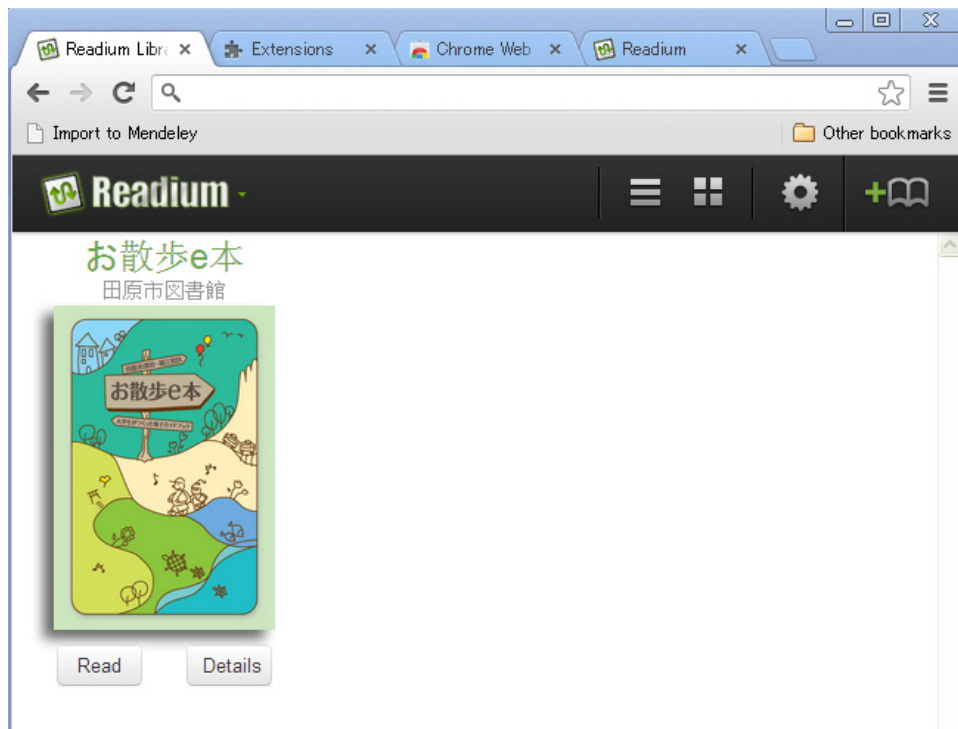 Readium Libr
Extensions
Chrome Web
Readium
Import to Mendeley
Other bookmarks
Readium
お散歩e本
田原市図書館
お散歩e本
Read
Details